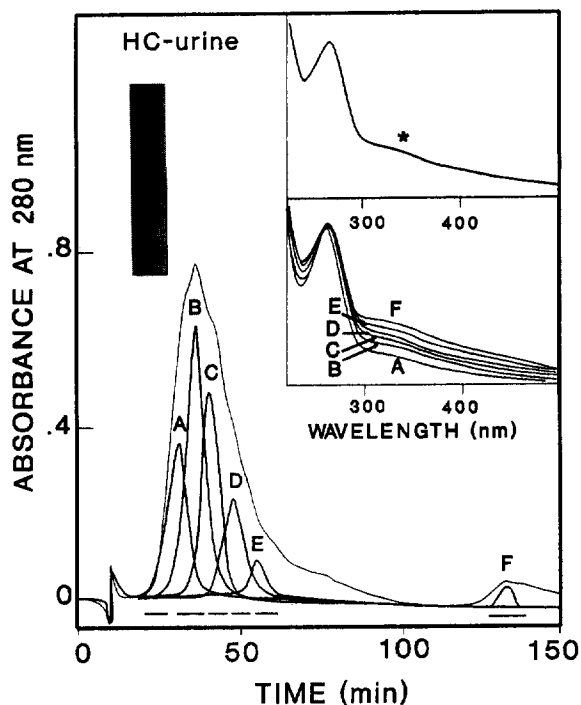 HC-urine
*
300
400
.8
B
C
A
D
E
F
E
D
C
B
F
A
300
400
WAVELENGTH (nm)
.4
0
ABSORBANCE AT 280 nm
0
50
100
150
TIME (min)